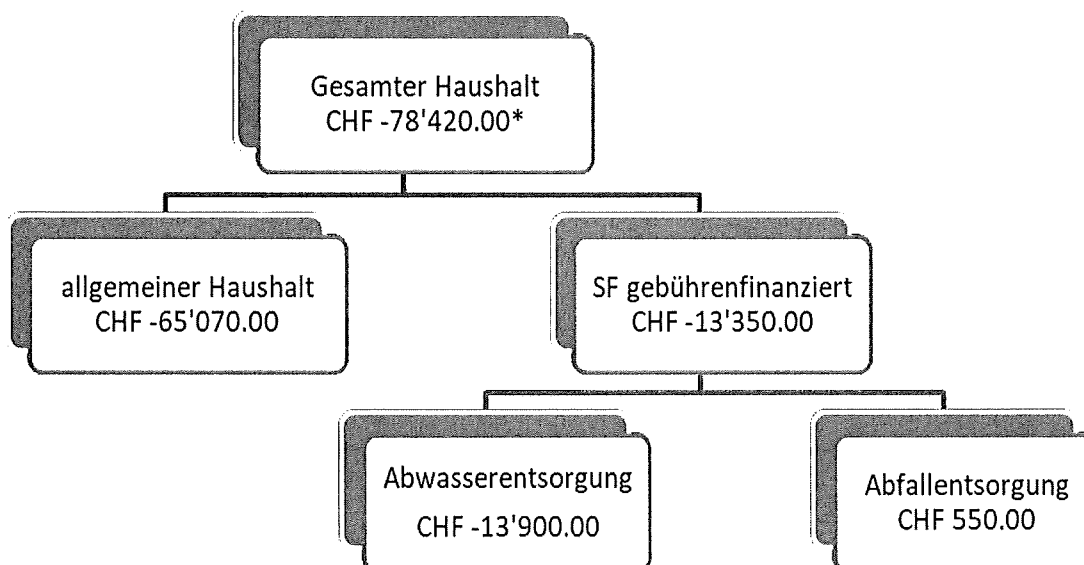 Gesamter Haushalt
CHF -78'420.00*
allgemeiner Haushalt
CHF -65'070.00
SF gebührenfinanziert
CHF -13'350.00
Abwasserentsorgung
CHF -13'900.00
Abfallentsorgung
CHF 550.00